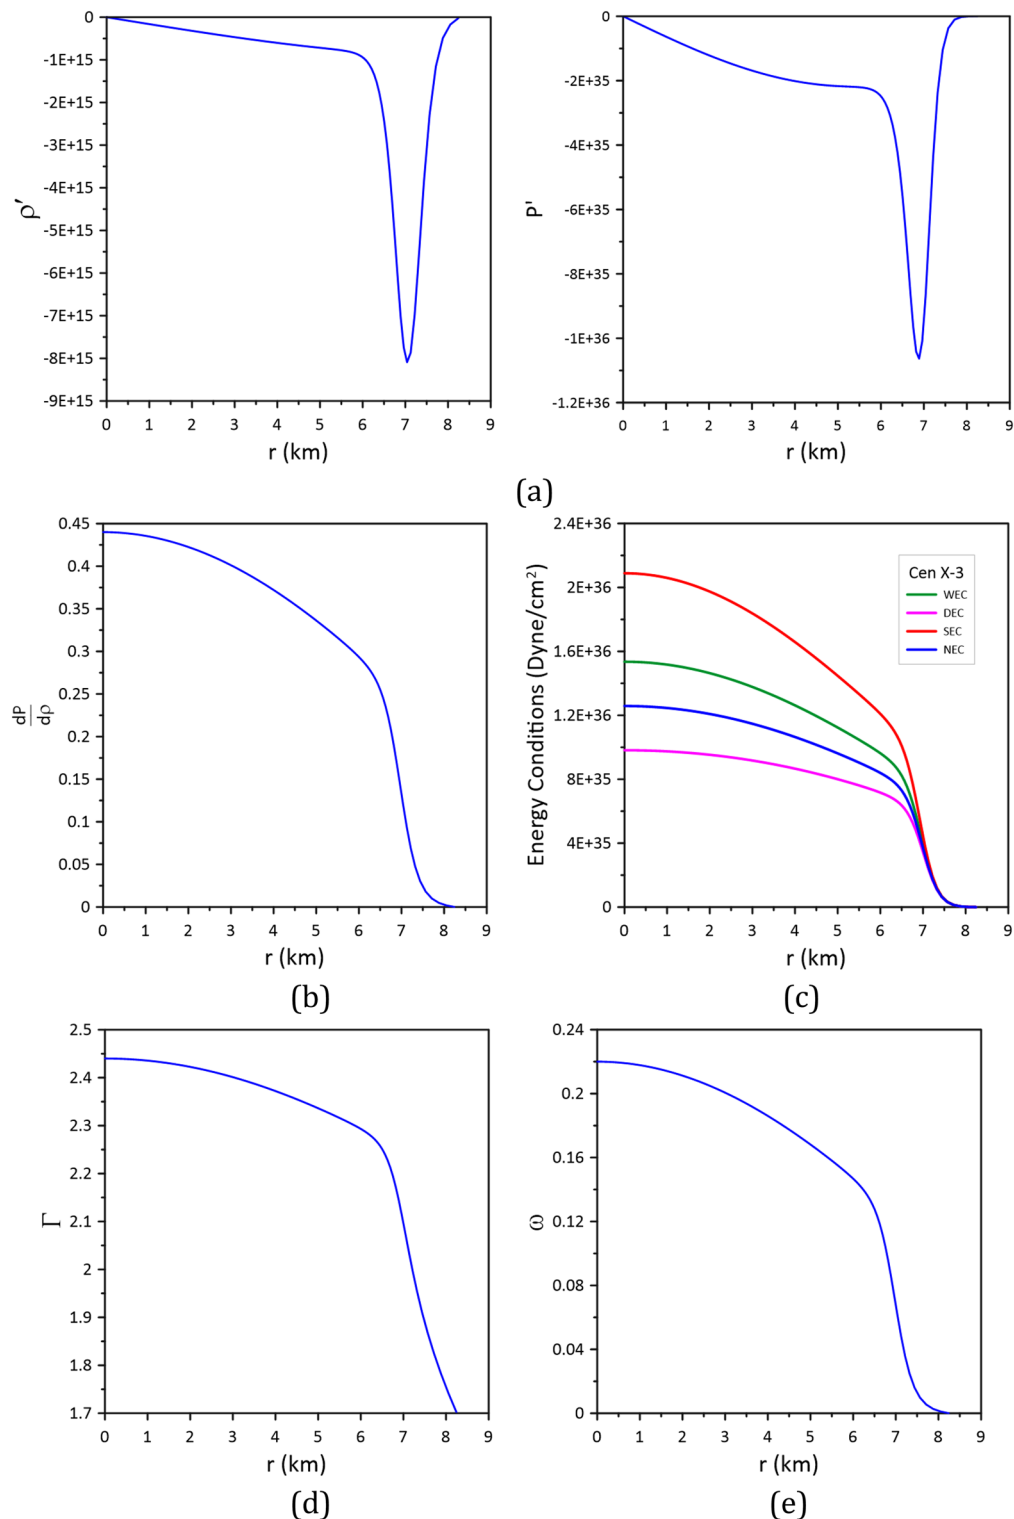 0
-1E+15
-2E+15
-3E+15
-4E+15
-5E+15
-6E+15
-7E+15
-8E+15
-9E+15
ρ′
0 1 2 3 4 5 6 7 8 9
r (km)
0
-2E+35
-4E+35
-6E+35
-8E+35
-1E+36
-1.2E+36
P'
0 1 2 3 4 5 6 7 8 9
r (km)
(a)
0.45
0.4
0.35
0.3
0.25
0.2
0.15
0.1
0.05
0
dP
dρ
0 1 2 3 4 5 6 7 8 9
r (km)
(b)
2.4E+36
2E+36
1.6E+36
1.2E+36
8E+35
4E+35
0
Energy Conditions (Dyne/cm²)
Cen X-3
WEC
DEC
SEC
NEC
0 1 2 3 4 5 6 7 8 9
r (km)
(c)
2.5
2.4
2.3
2.2
2.1
2
1.9
1.8
1.7
Γ
0 1 2 3 4 5 6 7 8 9
r (km)
(d)
0.24
0.2
0.16
0.12
0.08
0.04
0
ω
0 1 2 3 4 5 6 7 8 9
r (km)
(e)